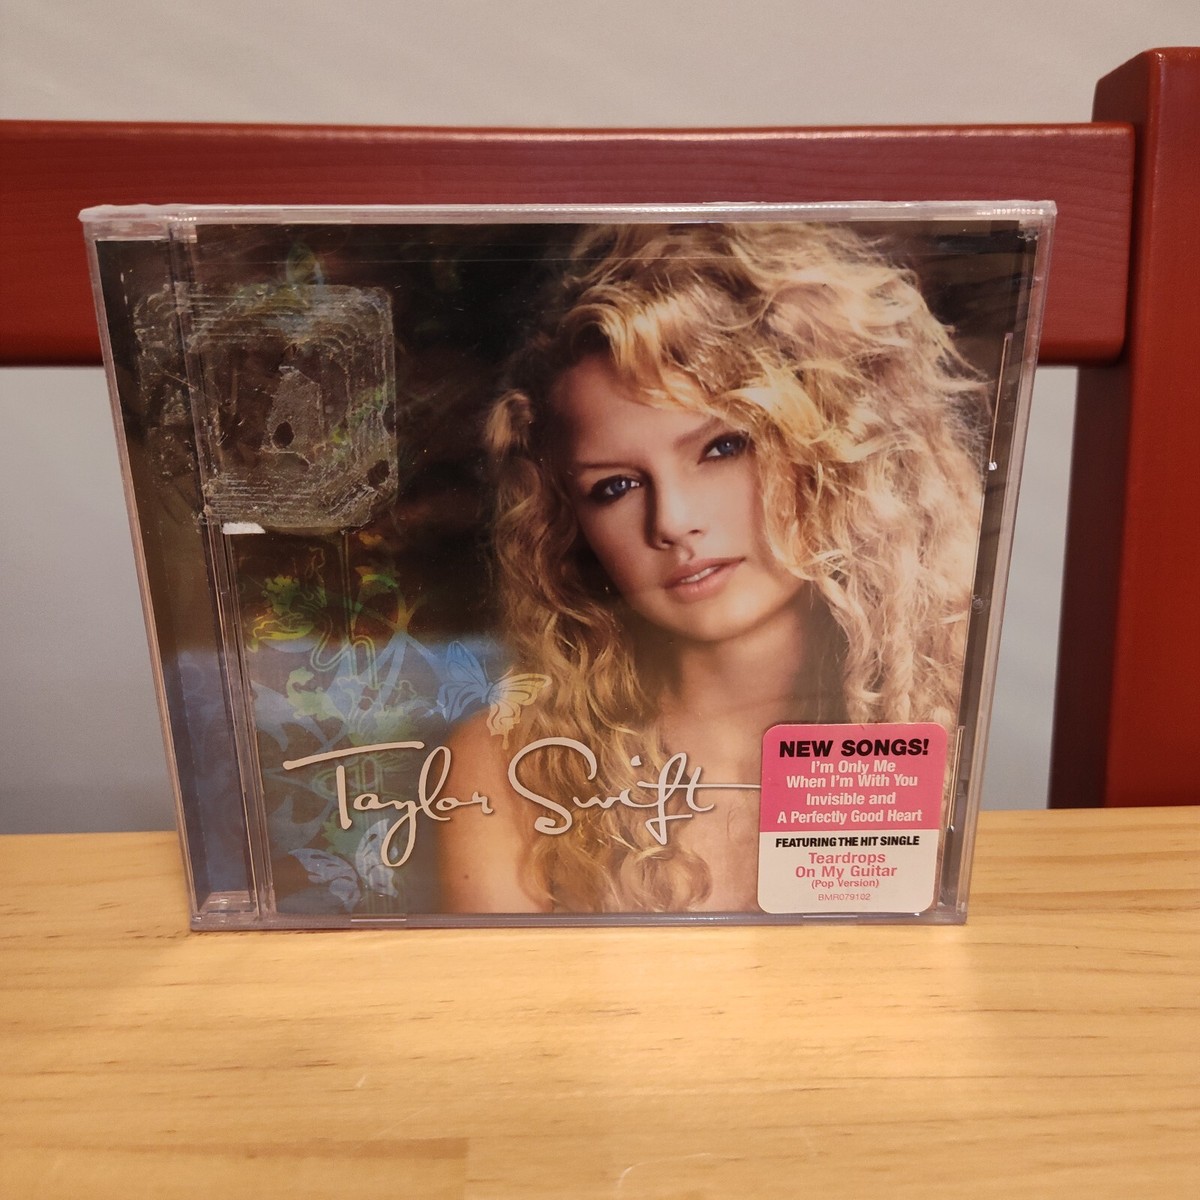 Taylor Swift
NEW SONGS!
I'm Only Me
When I'm With You
Invisible and
A Perfectly Good Heart
FEATURING THE HIT SINGLE
Teardrops
On My Guitar
(Pop Version)
BMR079102